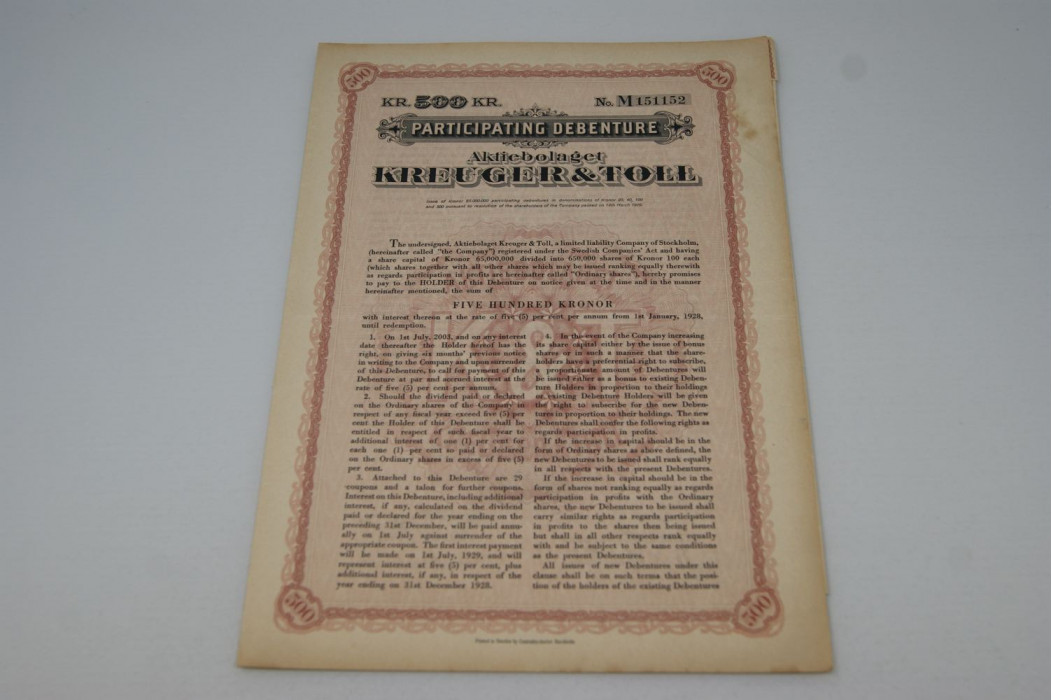 500
500
KR. 500 KR.
No. M 151152
PARTICIPATING DEBENTURE
Aktiebolaget
KREUGER & TOLL
The undersigned, Aktiebolaget Kreuger & Toll, a limited liability Company of Stockholm,
(hereinafter called "the Company") registered under the Swedish Companies' Act and having
a share capital of Kronor 65,000,000 divided into 650,000 shares of Kronor 100 each
(which shares together with all other shares which may be issued ranking equally therewith
as regards participation in profits are hereinafter called "Ordinary shares"), hereby promises
to pay to the HOLDER of this Debenture on notice given at the time and in the manner
hereinafter mentioned, the sum of
FIVE HUNDRED KRONOR
with interest thereon at the rate of five (5) per cent per annum from 1st January, 1928,
until redemption.
1. On 1st July, 2003, and on any interest
date thereafter the Holder hereof has the
right, on giving six months' previous notice
in writing to the Company and upon surrender
of this Debenture, to call for payment of this
Debenture at par and accrued interest at the
rate of five (5) per cent per annum.
2. Should the dividend paid or declared
on the Ordinary shares of the Company in
respect of any fiscal year exceed five (5) per
cent the Holder of this Debenture shall be
entitled in respect of such fiscal year to
additional interest of one (1) per cent for
each one (1) per cent so paid or declared
on the Ordinary shares in excess of five (5)
per cent.
3. Attached to this Debenture are 29
coupons and a talon for further coupons.
Interest on this Debenture, including additional
interest, if any, calculated on the dividend
paid or declared for the year ending on the
preceding 31st December, will be paid annu-
ally on 1st July against surrender of the
appropriate coupon. The first interest payment
will be made on 1st July, 1929, and will
represent interest at five (5) per cent, plus
additional interest, if any, in respect of the
year ending on 31st December 1928.
4. In the event of the Company increasing
its share capital either by the issue of bonus
shares or in such a manner that the share-
holders have a preferential right to subscribe,
a proportionate amount of Debentures will
be issued either as a bonus to existing Deben-
ture Holders in proportion to their holdings
or existing Debenture Holders will be given
the right to subscribe for the new Deben-
tures in proportion to their holdings. The new
Debentures shall confer the following rights as
regards participation in profits.
If the increase in capital should be in the
form of Ordinary shares as above defined, the
new Debentures to be issued shall rank equally
in all respects with the present Debentures.
If the increase in capital should be in the
form of shares not ranking equally as regards
participation in profits with the Ordinary
shares, the new Debentures to be issued shall
carry similar rights as regards participation
in profits to the shares then being issued
but shall in all other respects rank equally
with and be subject to the same conditions
as the present Debentures.
All issues of new Debentures under this
clause shall be on such terms that the posi-
tion of the holders of the existing Debentures
500
500